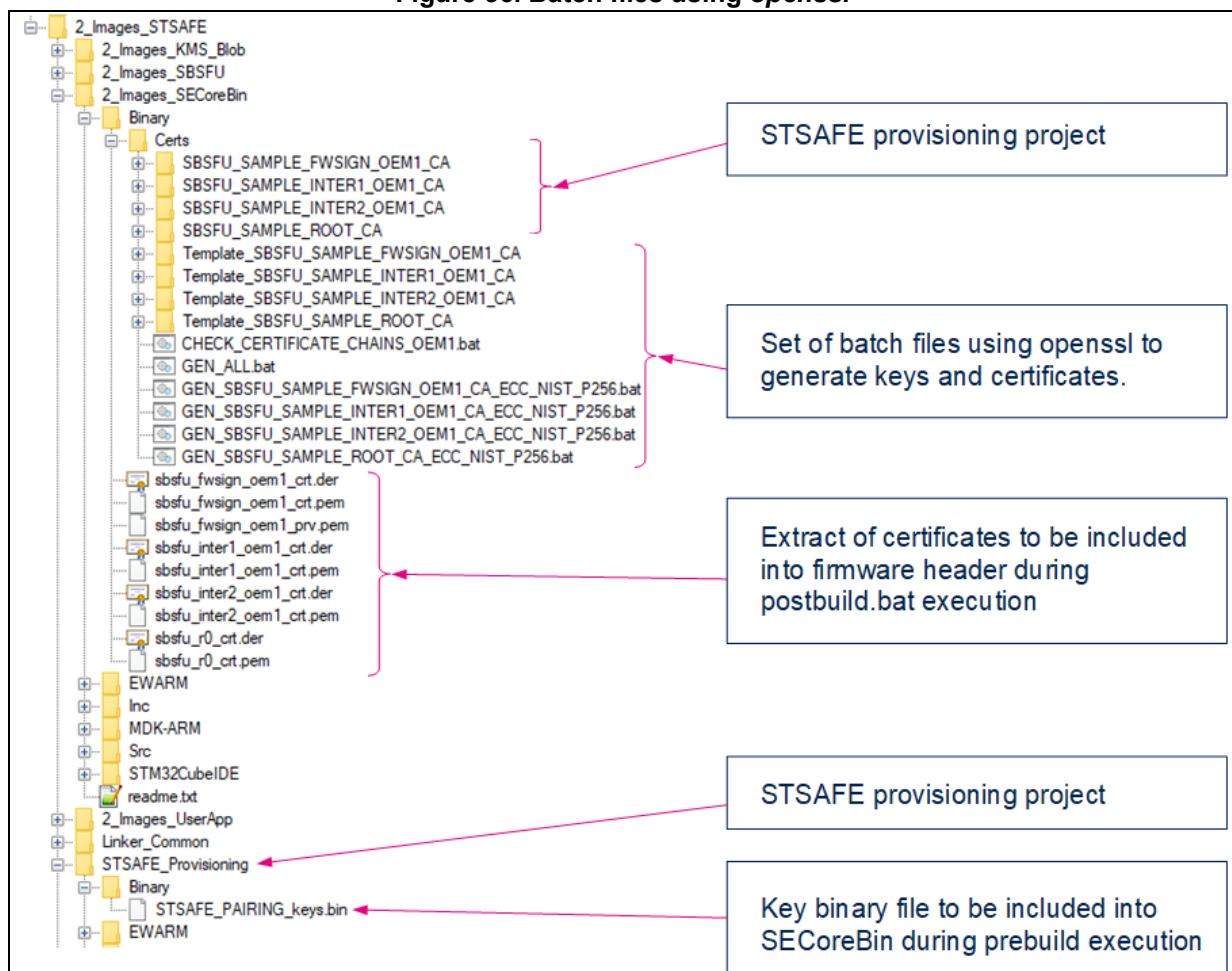 Figure 36. Batch files using openssl
2_Images_STSAFE
2_Images_KMS_Blob
2_Images_SBSFU
2_Images_SECoreBin
Binary
Certs
SBSFU_SAMPLE_FWSIGN_OEM1_CA
SBSFU_SAMPLE_INTER1_OEM1_CA
SBSFU_SAMPLE_INTER2_OEM1_CA
SBSFU_SAMPLE_ROOT_CA
Template_SBSFU_SAMPLE_FWSIGN_OEM1_CA
Template_SBSFU_SAMPLE_INTER1_OEM1_CA
Template_SBSFU_SAMPLE_INTER2_OEM1_CA
Template_SBSFU_SAMPLE_ROOT_CA
CHECK_CERTIFICATE_CHAINS_OEM1.bat
GEN_ALL.bat
GEN_SBSFU_SAMPLE_FWSIGN_OEM1_CA_ECC_NIST_P256.bat
GEN_SBSFU_SAMPLE_INTER1_OEM1_CA_ECC_NIST_P256.bat
GEN_SBSFU_SAMPLE_INTER2_OEM1_CA_ECC_NIST_P256.bat
GEN_SBSFU_SAMPLE_ROOT_CA_ECC_NIST_P256.bat
sbsfu_fwsign_oem1_crt.der
sbsfu_fwsign_oem1_crt.pem
sbsfu_fwsign_oem1_prv.pem
sbsfu_inter1_oem1_crt.der
sbsfu_inter1_oem1_crt.pem
sbsfu_inter2_oem1_crt.der
sbsfu_inter2_oem1_crt.pem
sbsfu_r0_crt.der
sbsfu_r0_crt.pem
EWARM
Inc
MDK-ARM
Src
STM32CubeIDE
readme.txt
2_Images_UserApp
Linker_Common
STSAFE_Provisioning
Binary
STSAFE_PAIRING_keys.bin
EWARM
STSAFE provisioning project
Set of batch files using openssl to
generate keys and certificates.
Extract of certificates to be included
into firmware header during
postbuild.bat execution
STSAFE provisioning project
Key binary file to be included into
SECoreBin during prebuild execution